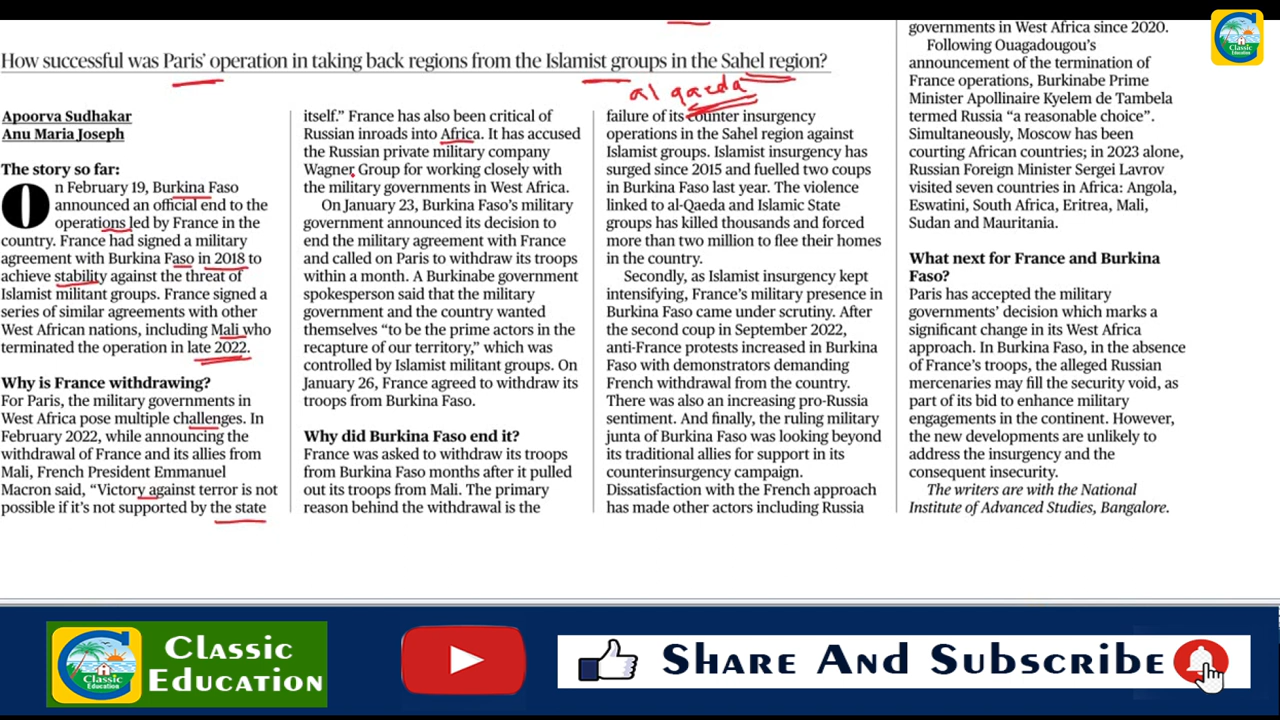 How successful was Paris' operation in taking back regions from the Islamist groups in the Sahel region?
al qaeda
Apoorva Sudhakar
Anu Maria Joseph
The story so far:
On February 19, Burkina Faso
announced an official end to the
operations led by France in the
country. France had signed a military
agreement with Burkina Faso in 2018 to
achieve stability against the threat of
Islamist militant groups. France signed a
series of similar agreements with other
West African nations, including Mali who
terminated the operation in late 2022.
Why is France withdrawing?
For Paris, the military governments in
West Africa pose multiple challenges. In
February 2022, while announcing the
withdrawal of France and its allies from
Mali, French President Emmanuel
Macron said, “Victory against terror is not
possible if it's not supported by the state
itself.” France has also been critical of
Russian inroads into Africa. It has accused
the Russian private military company
Wagner Group for working closely with
the military governments in West Africa.
On January 23, Burkina Faso's military
government announced its decision to
end the military agreement with France
and called on Paris to withdraw its troops
within a month. A Burkinabe government
spokesperson said that the military
government and the country wanted
themselves “to be the prime actors in the
recapture of our territory,” which was
controlled by Islamist militant groups. On
January 26, France agreed to withdraw its
troops from Burkina Faso.
Why did Burkina Faso end it?
France was asked to withdraw its troops
from Burkina Faso months after it pulled
out its troops from Mali. The primary
reason behind the withdrawal is the
failure of its counter insurgency
operations in the Sahel region against
Islamist groups. Islamist insurgency has
surged since 2015 and fuelled two coups
in Burkina Faso last year. The violence
linked to al-Qaeda and Islamic State
groups has killed thousands and forced
more than two million to flee their homes
in the country.
Secondly, as Islamist insurgency kept
intensifying, France's military presence in
Burkina Faso came under scrutiny. After
the second coup in September 2022,
anti-France protests increased in Burkina
Faso with demonstrators demanding
French withdrawal from the country.
There was also an increasing pro-Russia
sentiment. And finally, the ruling military
junta of Burkina Faso was looking beyond
its traditional allies for support in its
counterinsurgency campaign.
Dissatisfaction with the French approach
has made other actors including Russia
governments in West Africa since 2020.
Following Ouagadougou's
announcement of the termination of
France operations, Burkinabe Prime
Minister Apollinaire Kyelem de Tambela
termed Russia “a reasonable choice”.
Simultaneously, Moscow has been
courting African countries; in 2023 alone,
Russian Foreign Minister Sergei Lavrov
visited seven countries in Africa: Angola,
Eswatini, South Africa, Eritrea, Mali,
Sudan and Mauritania.
What next for France and Burkina
Faso?
Paris has accepted the military
governments' decision which marks a
significant change in its West Africa
approach. In Burkina Faso, in the absence
of France's troops, the alleged Russian
mercenaries may fill the security void, as
part of its bid to enhance military
engagements in the continent. However,
the new developments are unlikely to
address the insurgency and the
consequent insecurity.
The writers are with the National
Institute of Advanced Studies, Bangalore.
Classic
Education
Classic
Education
Classic
Education
Share And Subscribe